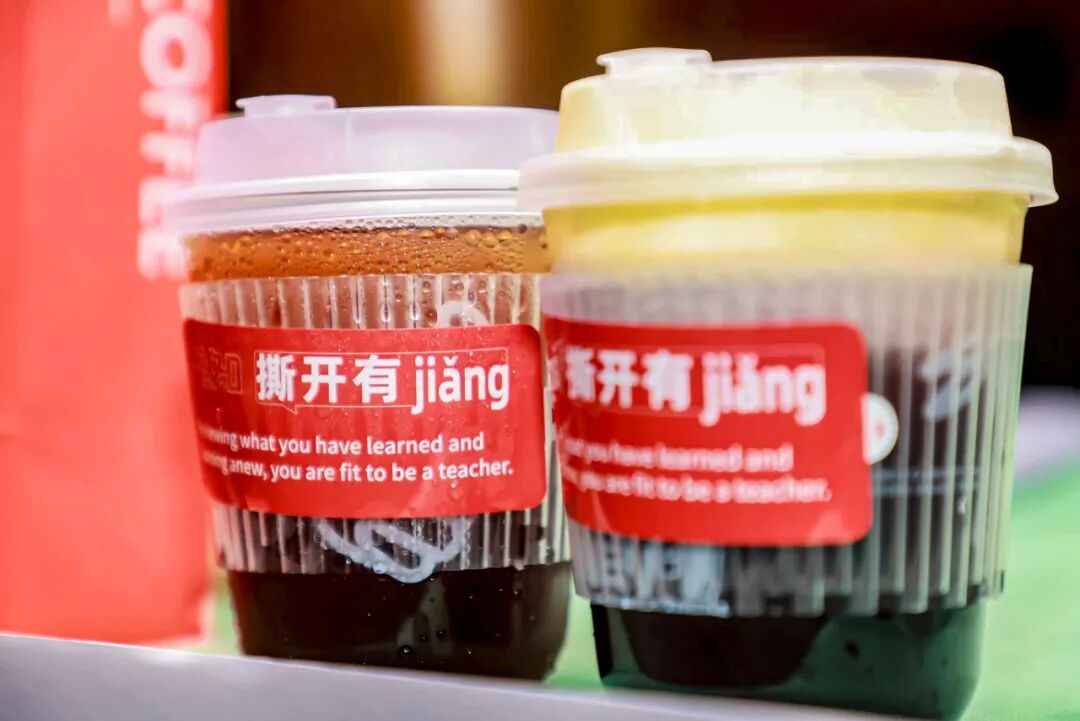 COFFEE
撕开有 jiǎng
what you have learned and
anew, you are fit to be a teacher.
撕开有 jiǎng
you have learned and
you are fit to be a teacher.